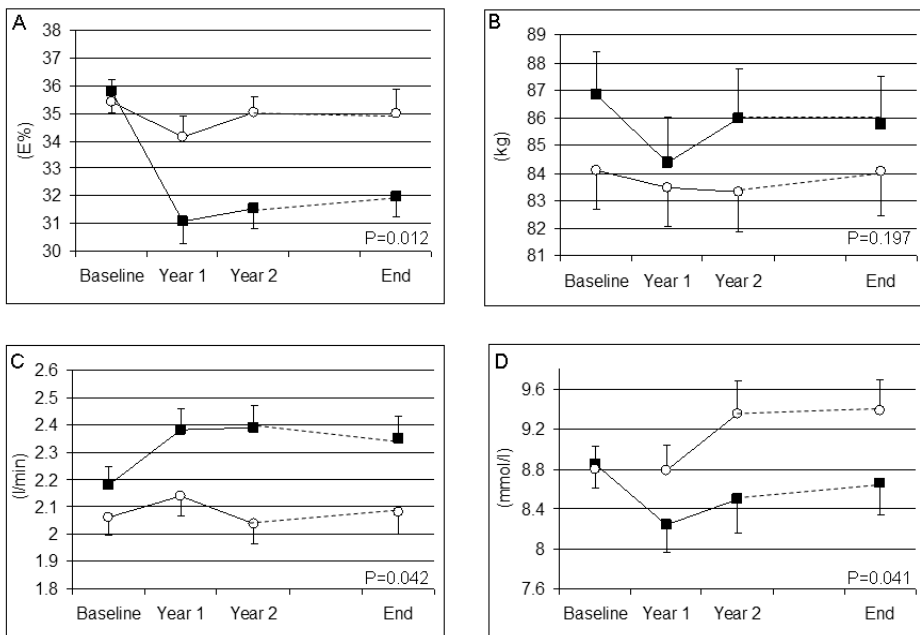 A
38
37
36
35
34
33
32
31
30
(E%)
P=0.012
Baseline Year 1 Year 2 End
B
89
88
87
86
85
84
83
82
81
(kg)
P=0.197
Baseline Year 1 Year 2 End
C
2.6
2.5
2.4
2.3
2.2
2.1
2
1.9
1.8
(l/min)
P=0.042
Baseline Year 1 Year 2 End
D
9.6
9.2
8.8
8.4
8
7.6
(mmol/l)
P=0.041
Baseline Year 1 Year 2 End